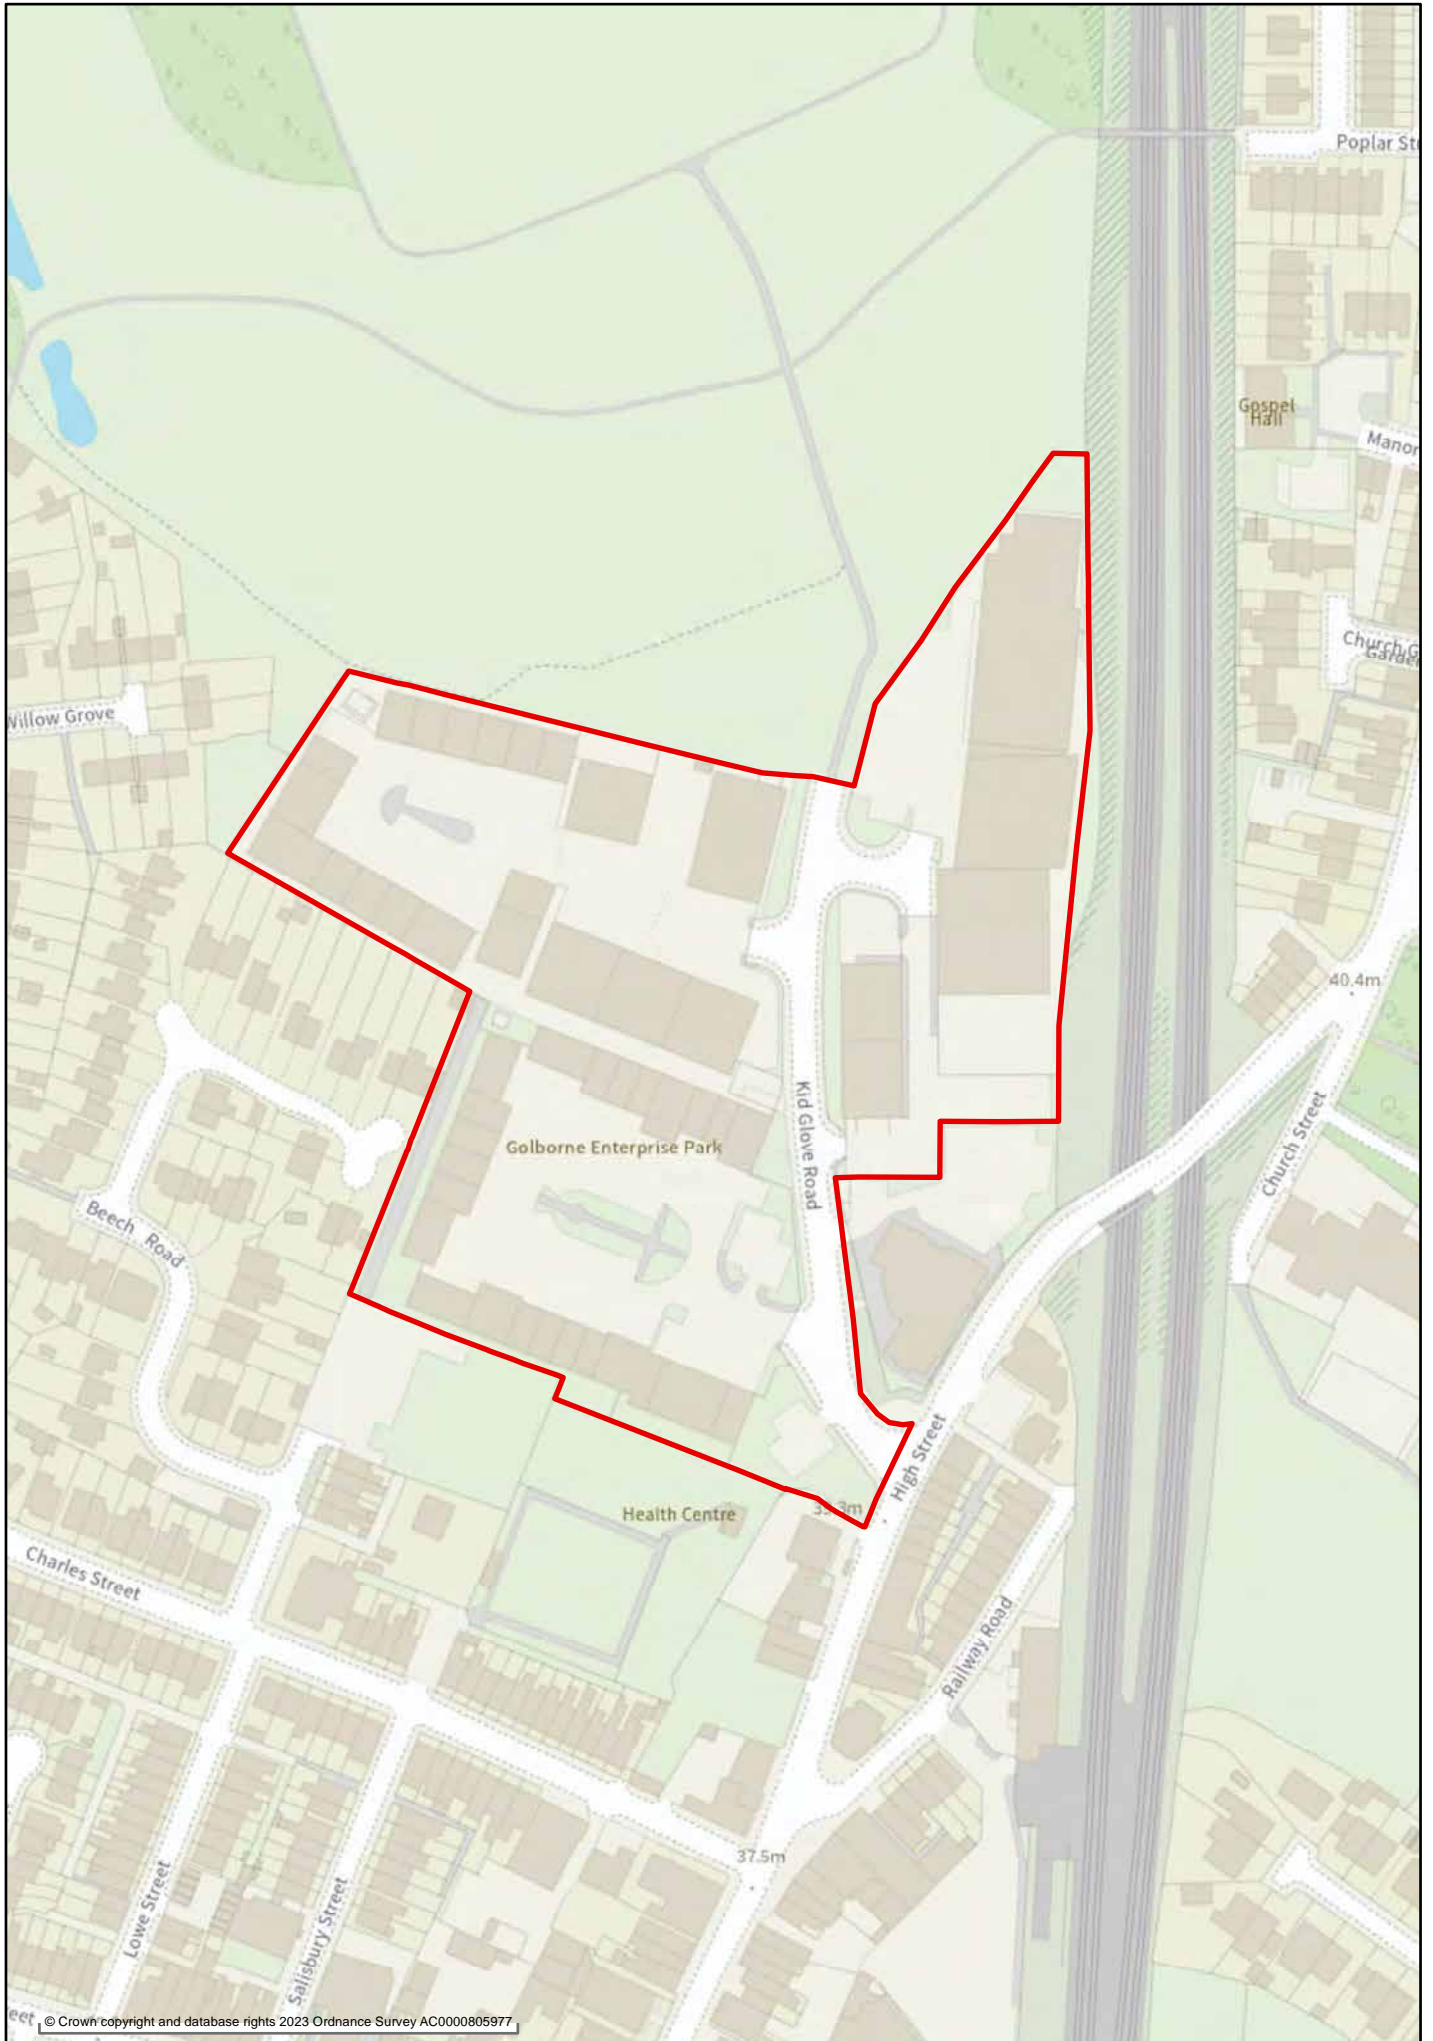 Poplar St
Gospel
Hall
Manor
Church G
Garde
Willow Grove
40.4m
Kid Glove Road
Church Street
Golborne Enterprise Park
Beech Road
High Street
Health Centre
Charles Street
Railway Road
37.5m
Lowe Street
Salisbury Street
eet
© Crown copyright and database rights 2023 Ordnance Survey AC0000805977